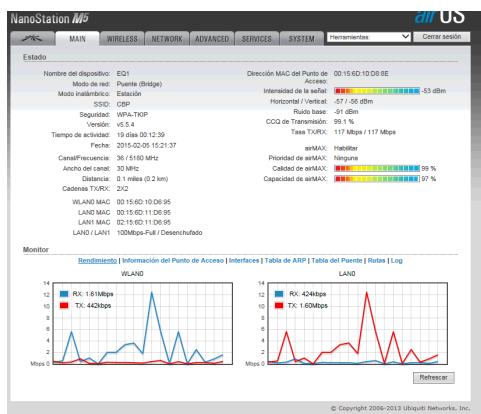 NanoStation M5
airOS
MAIN WIRELESS NETWORK ADVANCED SERVICES SYSTEM Herramientas: Cerrar sesión
Estado
Nombre del dispositivo: EQ1
Modo de red: Puente (Bridge)
Modo inalámbrico: Estación
SSID: CBP
Seguridad: WPA-TKIP
Versión: v5.5.4
Tiempo de actividad: 19 días 00:12:39
Fecha: 2015-02-05 15:21:37
Canal/Frecuencia: 36 / 5180 MHz
Ancho del canal: 30 MHz
Distancia: 0.1 miles (0.2 km)
Cadenas TX/RX: 2X2
WLAN0 MAC 00:15:6D:10:D6:95
LAN0 MAC 00:15:6D:11:D6:95
LAN1 MAC 02:15:6D:11:D6:95
LAN0 / LAN1 100Mbps-Full / Desenchufado
Dirección MAC del Punto de Acceso: 00:15:6D:10:D8:8E
Intensidad de la señal: -53 dBm
Horizontal / Vertical: -57 / -56 dBm
Ruido base: -91 dBm
CCQ de Transmisión: 99.1 %
Tasa TX/RX: 117 Mbps / 117 Mbps
airMAX: Habilitar
Prioridad de airMAX: Ninguna
Calidad de airMAX: 99 %
Capacidad de airMAX: 97 %
Monitor
Rendimiento | Información del Punto de Acceso | Interfaces | Tabla de ARP | Tabla del Puente | Rutas | Log
WLAN0
14
12
10
8
6
4
2
Mbps 0
RX: 1.61Mbps
TX: 442kbps
LAN0
14
12
10
8
6
4
2
Mbps 0
RX: 424kbps
TX: 1.60Mbps
Refrescar
© Copyright 2006-2013 Ubiquiti Networks, Inc.